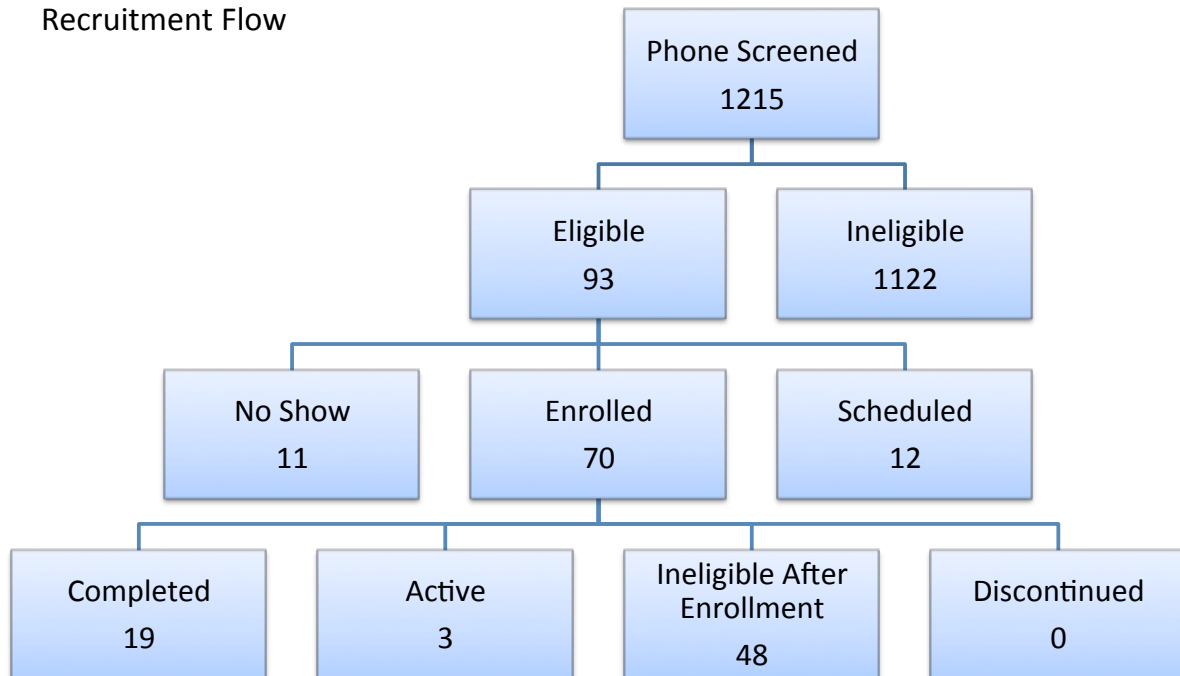 Recruitment Flow
Phone Screened
1215
Eligible
93
Ineligible
1122
No Show
11
Enrolled
70
Scheduled
12
Completed
19
Active
3
Ineligible After
Enrollment
48
Discontinued
0